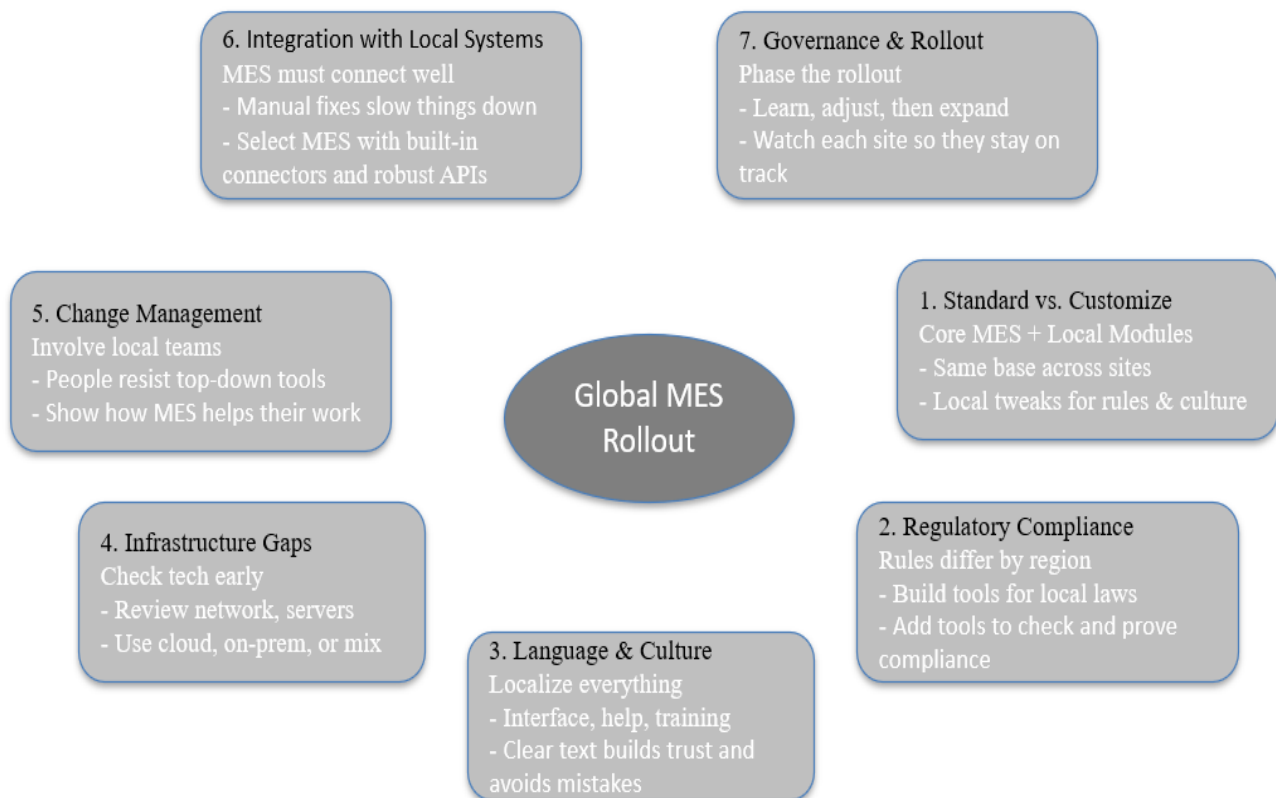 6. Integration with Local Systems
MES must connect well
- Manual fixes slow things down
- Select MES with built-in
connectors and robust APIs
7. Governance & Rollout
Phase the rollout
- Learn, adjust, then expand
- Watch each site so they stay on
track
5. Change Management
Involve local teams
- People resist top-down tools
- Show how MES helps their work
Global MES
Rollout
1. Standard vs. Customize
Core MES + Local Modules
- Same base across sites
- Local tweaks for rules & culture
4. Infrastructure Gaps
Check tech early
- Review network, servers
- Use cloud, on-prem, or mix
3. Language & Culture
Localize everything
- Interface, help, training
- Clear text builds trust and
avoids mistakes
2. Regulatory Compliance
Rules differ by region
- Build tools for local laws
- Add tools to check and prove
compliance